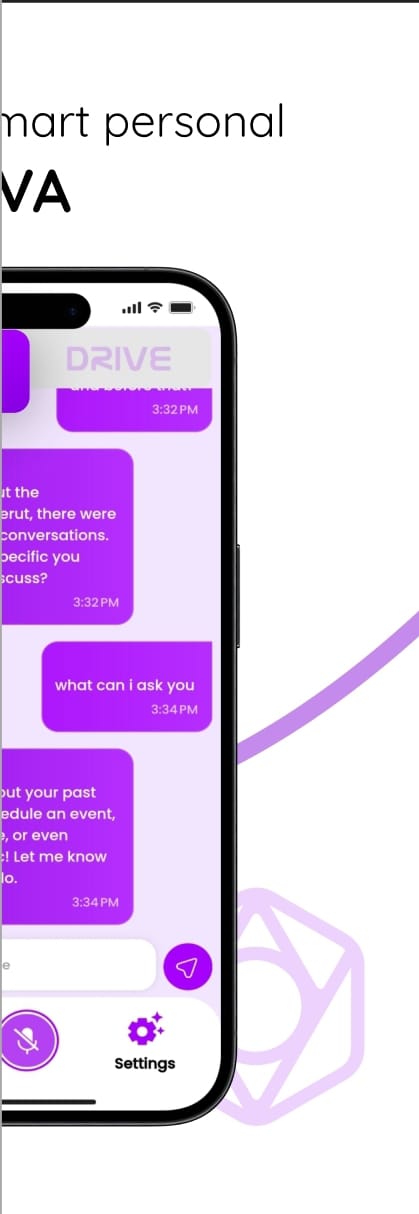 mart personal
VA
DRIVE
and before that?
3:32 PM
ut the
erut, there were
conversations.
pecific you
scuss?
3:32 PM
what can i ask you
3:34 PM
out your past
edule an event,
e, or even
c! Let me know
do.
3:34 PM
e
Settings